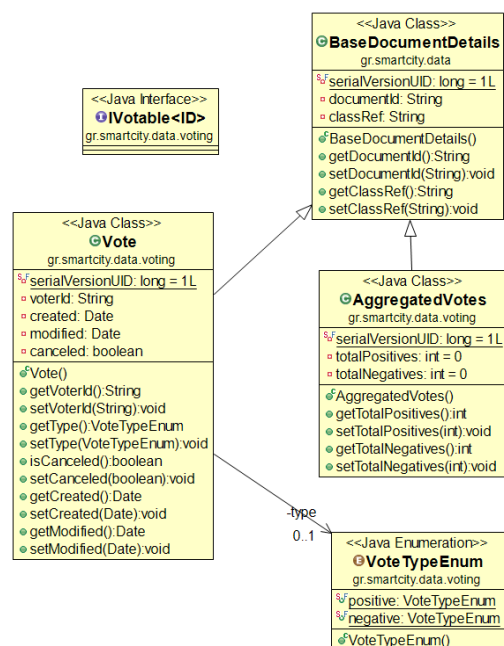 <<Java Class>>
BaseDocumentDetails
gr.smartcity.data
serialVersionUID: long = 1L
documentId: String
classRef: String
BaseDocumentDetails()
getDocumentId():String
setDocumentId(String):void
getClassRef():String
setClassRef(String):void
<<Java Interface>>
IVotable<ID>
gr.smartcity.data.voting
<<Java Class>>
Vote
gr.smartcity.data.voting
serialVersionUID: long = 1L
voterId: String
created: Date
modified: Date
canceled: boolean
Vote()
getVoterId():String
setVoterId(String):void
getType():VoteTypeEnum
setType(VoteTypeEnum):void
isCanceled():boolean
setCanceled(boolean):void
getCreated():Date
setCreated(Date):void
getModified():Date
setModified(Date):void
<<Java Class>>
AggregatedVotes
gr.smartcity.data.voting
serialVersionUID: long = 1L
totalPositives: int = 0
totalNegatives: int = 0
AggregatedVotes()
getTotalPositives():int
setTotalPositives(int):void
getTotalNegatives():int
setTotalNegatives(int):void
-type
0..1
<<Java Enumeration>>
VoteTypeEnum
gr.smartcity.data.voting
positive: VoteTypeEnum
negative: VoteTypeEnum
VoteTypeEnum()